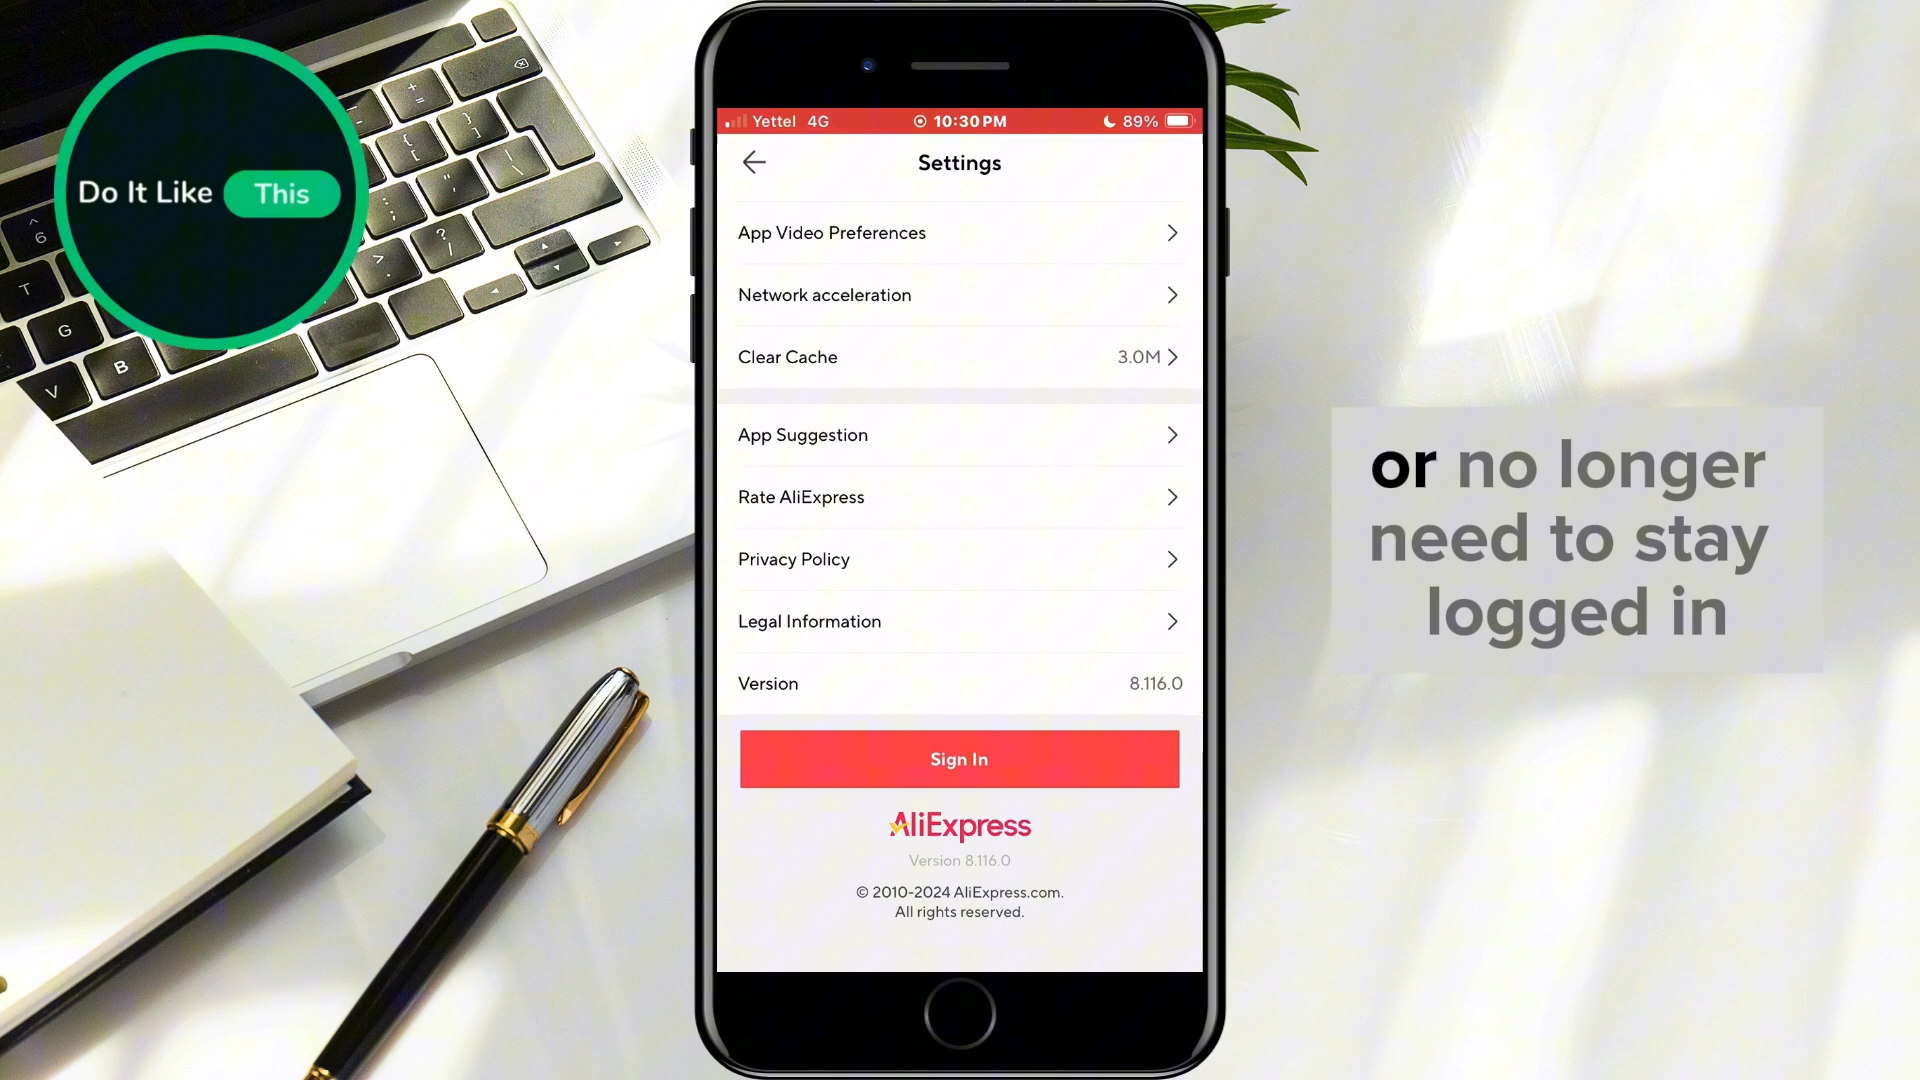 Do It Like This
Yettel 4G 10:30 PM 89%
Settings
App Video Preferences
Network acceleration
Clear Cache 3.0M
App Suggestion
Rate AliExpress
Privacy Policy
Legal Information
Version 8.116.0
Sign In
AliExpress
Version 8.116.0
© 2010-2024 AliExpress.com.
All rights reserved.
or no longer
need to stay
logged in